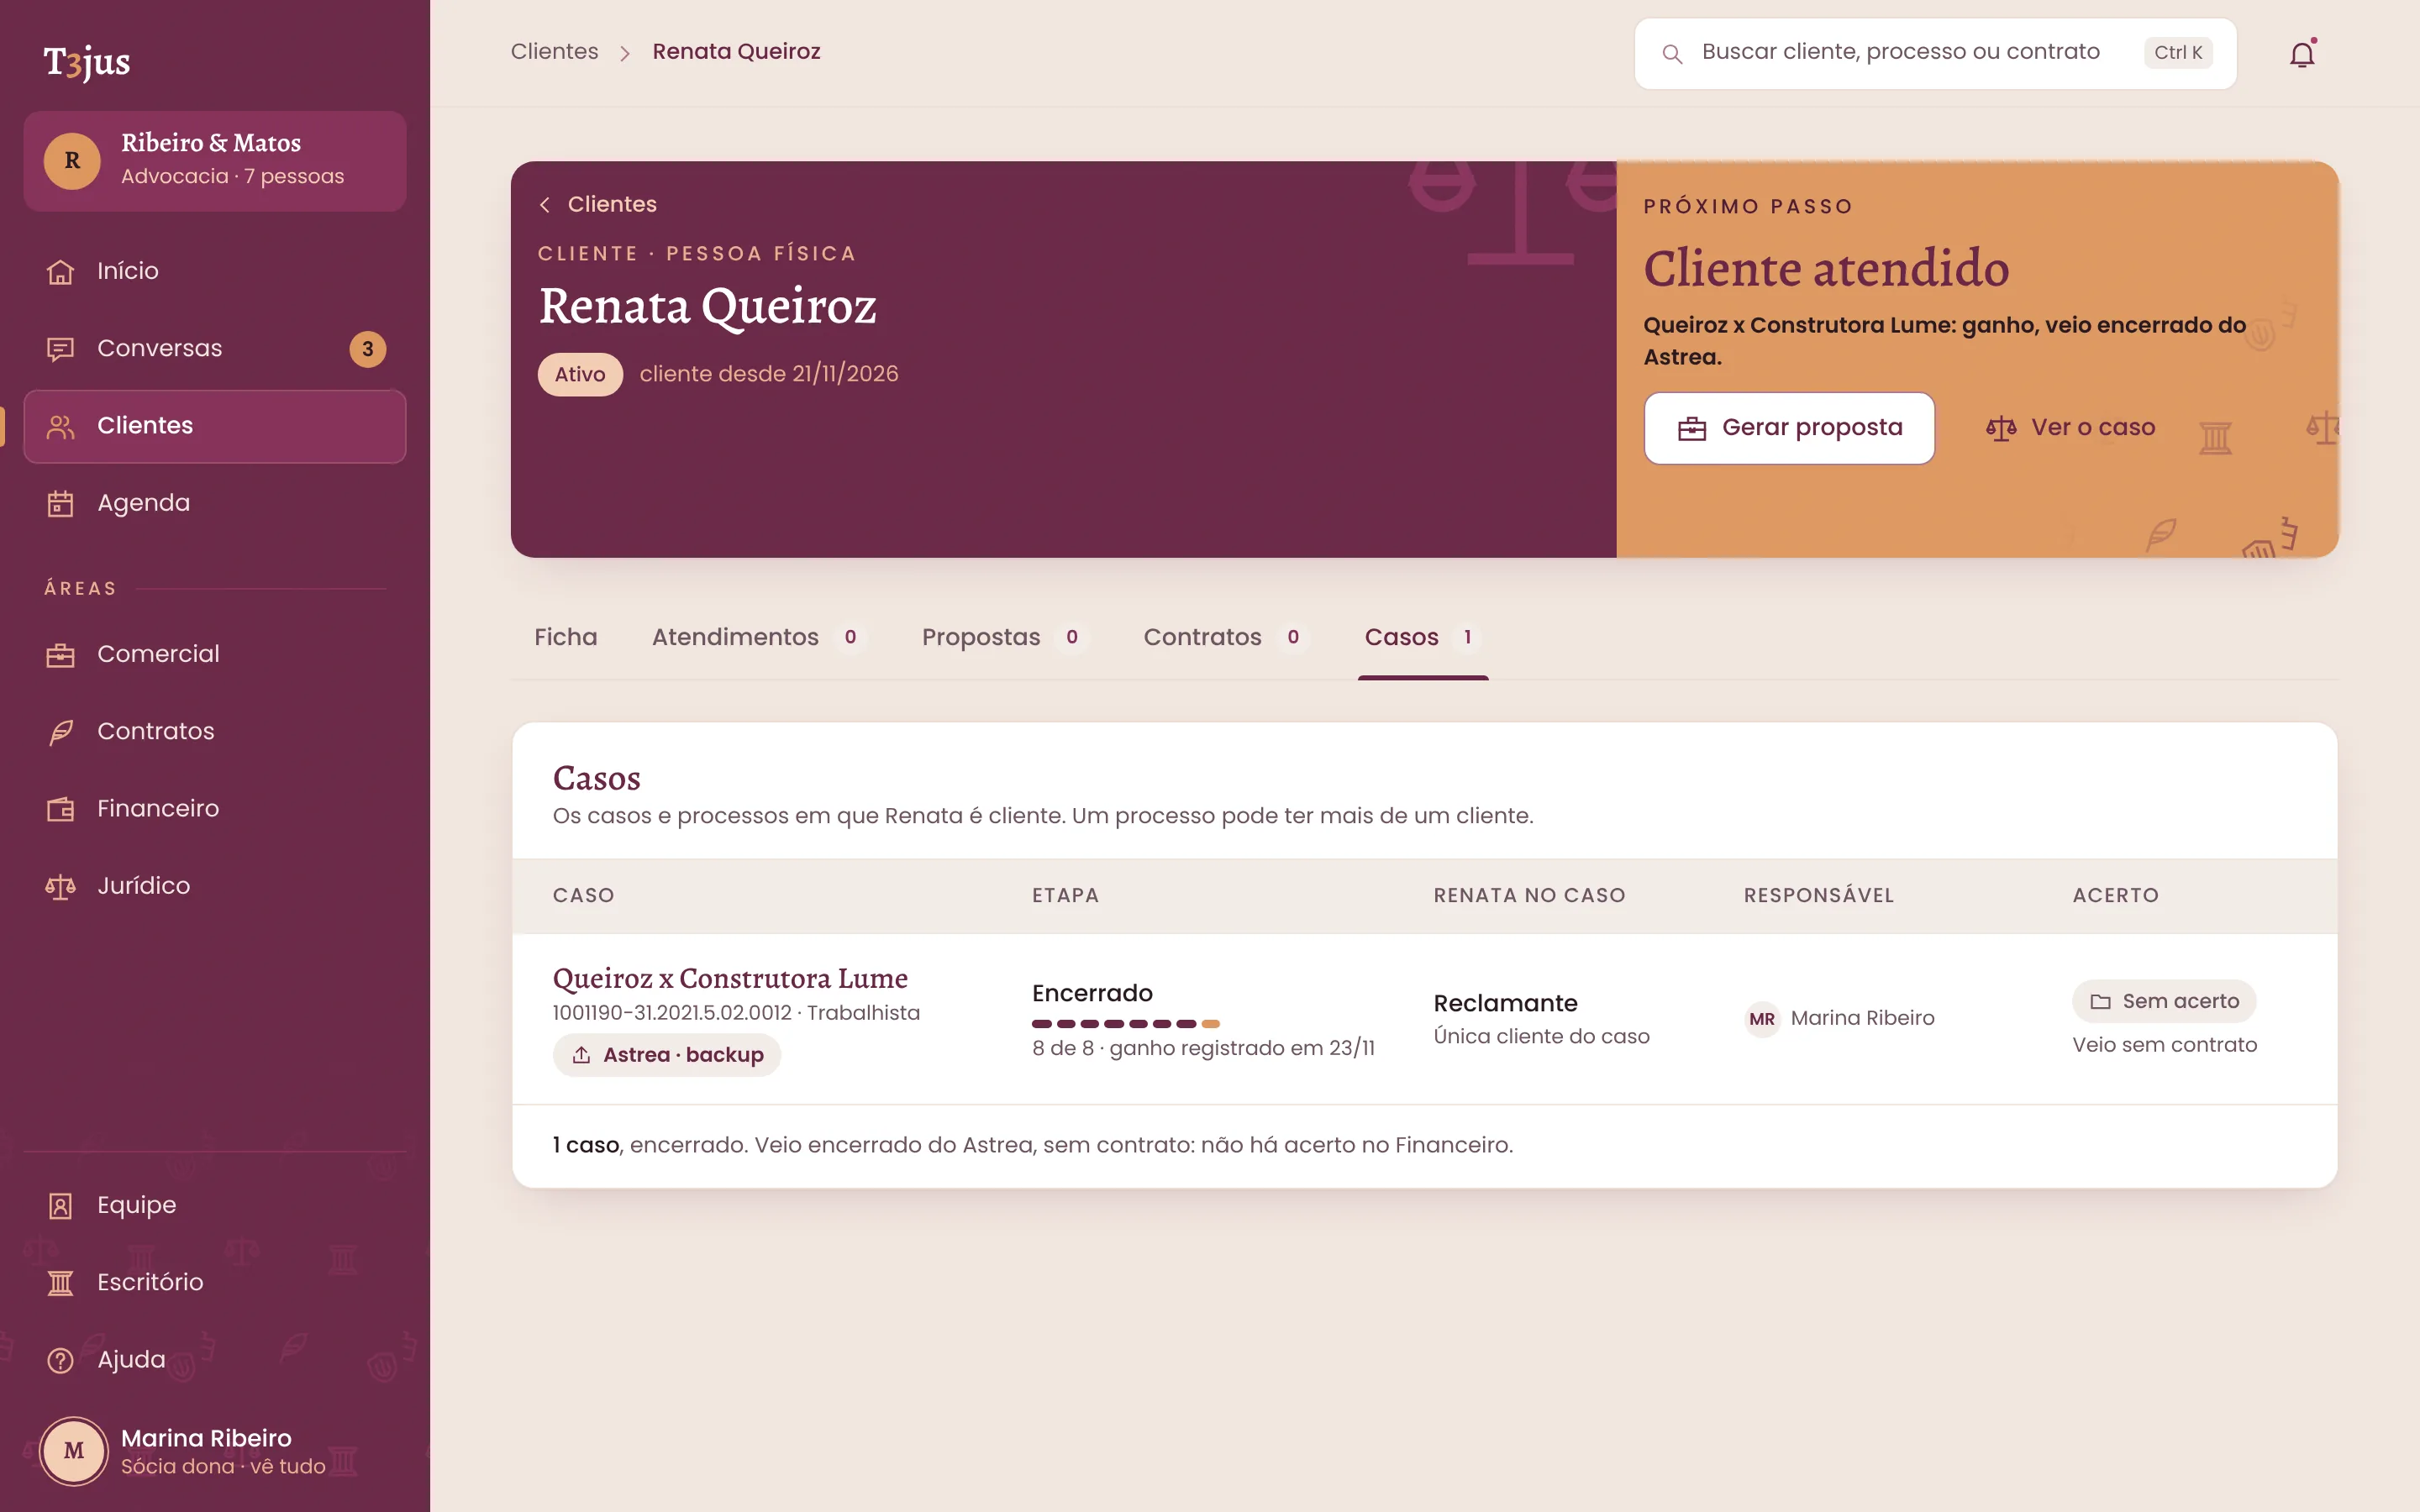 T3jus
R
Ribeiro & Matos
Advocacia · 7 pessoas
Início
Conversas
3
Clientes
Agenda
ÁREAS
Comercial
Contratos
Financeiro
Jurídico
Equipe
Escritório
Ajuda
M
Marina Ribeiro
Sócia dona · vê tudo
Clientes
Renata Queiroz
Buscar cliente, processo ou contrato
Ctrl K
Clientes
CLIENTE · PESSOA FÍSICA
Renata Queiroz
Ativo
cliente desde 21/11/2026
PRÓXIMO PASSO
Cliente atendido
Queiroz x Construtora Lume: ganho, veio encerrado do
Astrea.
Gerar proposta
Ver o caso
Ficha
Atendimentos 0
Propostas 0
Contratos 0
Casos 1
Casos
Os casos e processos em que Renata é cliente. Um processo pode ter mais de um cliente.
CASO
ETAPA
RENATA NO CASO
RESPONSÁVEL
ACERTO
Queiroz x Construtora Lume
1001190-31.2021.5.02.0012 · Trabalhista
Astrea · backup
Encerrado
8 de 8 · ganho registrado em 23/11
Reclamante
Única cliente do caso
MR
Marina Ribeiro
Sem acerto
Veio sem contrato
1 caso, encerrado. Veio encerrado do Astrea, sem contrato: não há acerto no Financeiro.